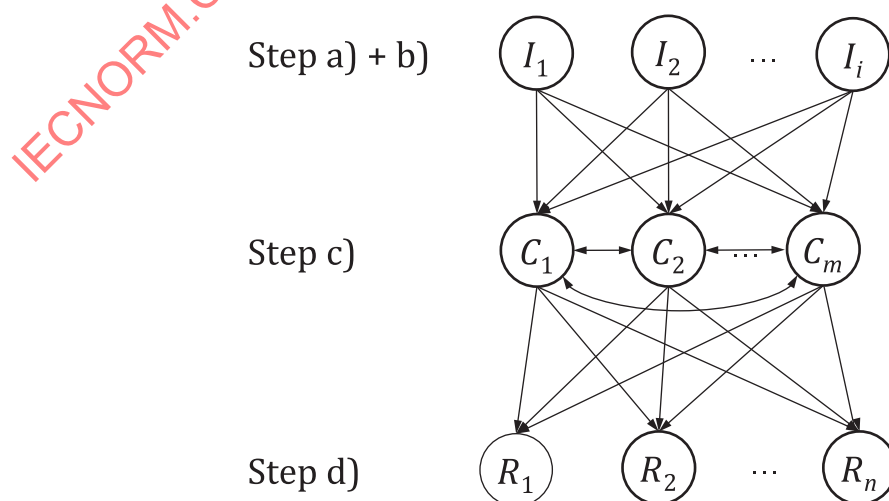 IECNORM.C
Step a) + b) I₁ I₂ ... Iᵢ
Step c) C₁ C₂ ... Cₘ
Step d) R₁ R₂ ... Rₙ